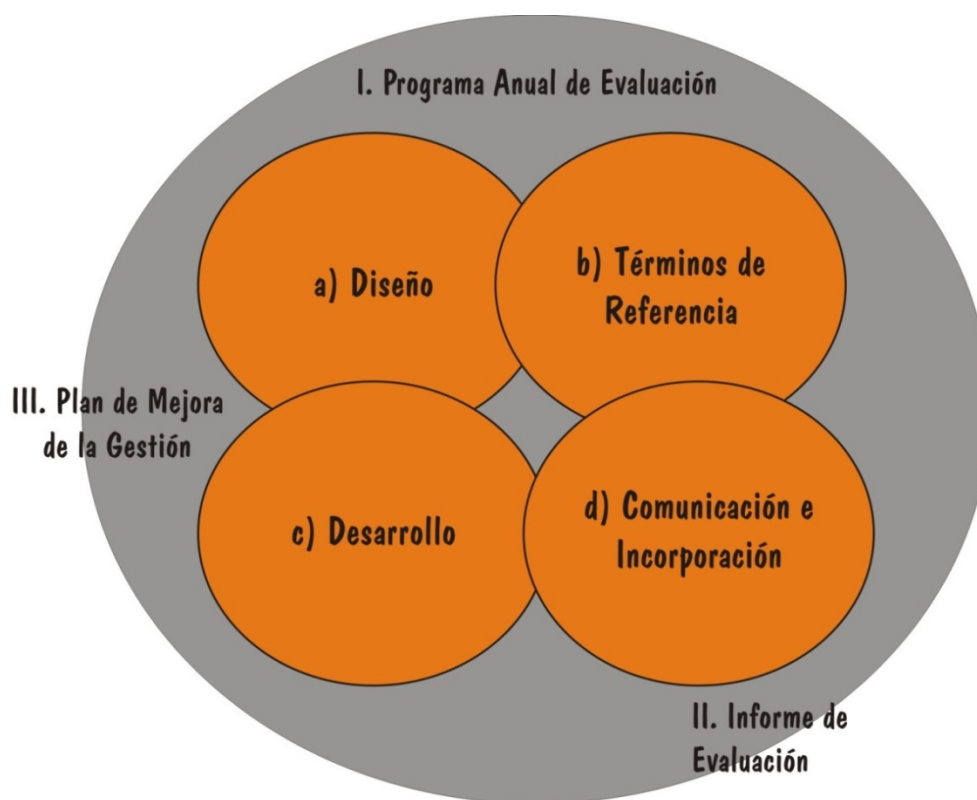 I. Programa Anual de Evaluación
a) Diseño
b) Términos de
Referencia
III. Plan de Mejora
de la Gestión
c) Desarrollo
d) Comunicación e
Incorporación
II. Informe de
Evaluación